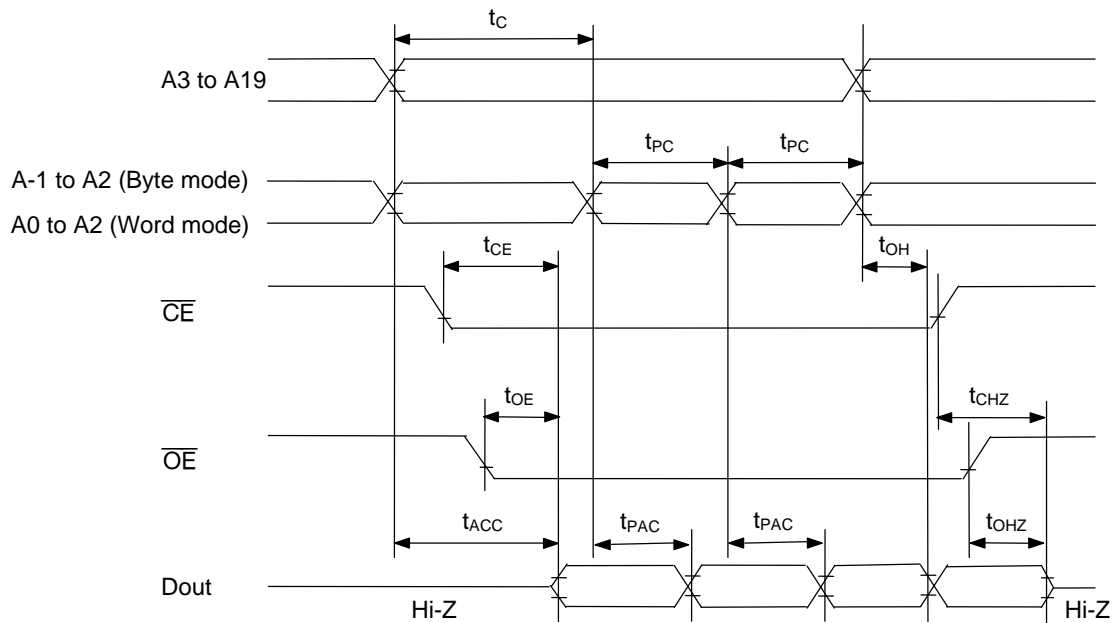 tC
A3 to A19
tPC
tPC
A-1 to A2 (Byte mode)
A0 to A2 (Word mode)
tCE
tOH
CE
tOE
tCHZ
OE
tACC
tPAC
tPAC
tOHZ
Dout
Hi-Z
Hi-Z